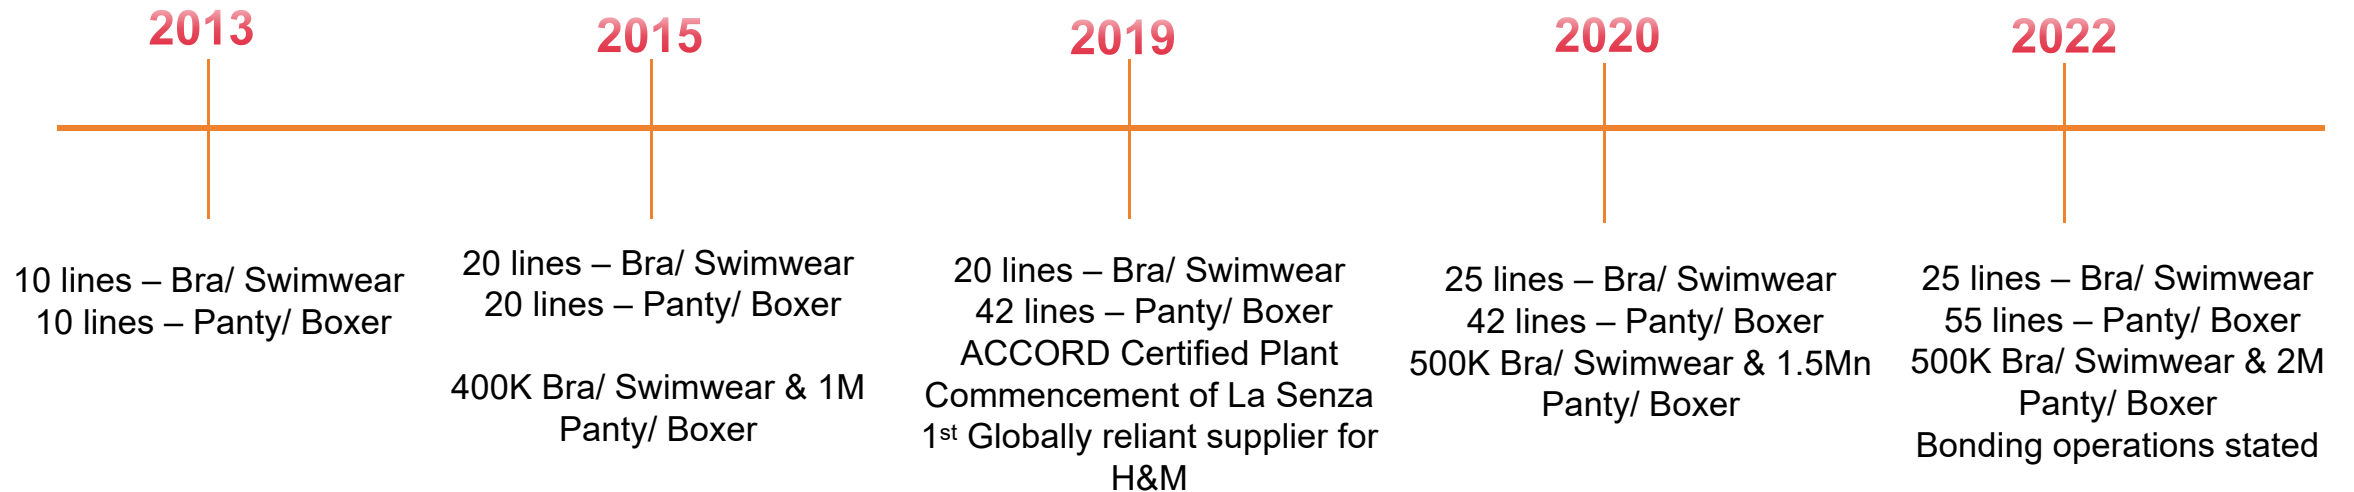 2013
10 lines – Bra/ Swimwear
10 lines – Panty/ Boxer
2015
20 lines – Bra/ Swimwear
20 lines – Panty/ Boxer
400K Bra/ Swimwear & 1M
Panty/ Boxer
2019
20 lines – Bra/ Swimwear
42 lines – Panty/ Boxer
ACCORD Certified Plant
Commencement of La Senza
1st Globally reliant supplier for
H&M
2020
25 lines – Bra/ Swimwear
42 lines – Panty/ Boxer
500K Bra/ Swimwear & 1.5Mn
Panty/ Boxer
2022
25 lines – Bra/ Swimwear
55 lines – Panty/ Boxer
500K Bra/ Swimwear & 2M
Panty/ Boxer
Bonding operations stated